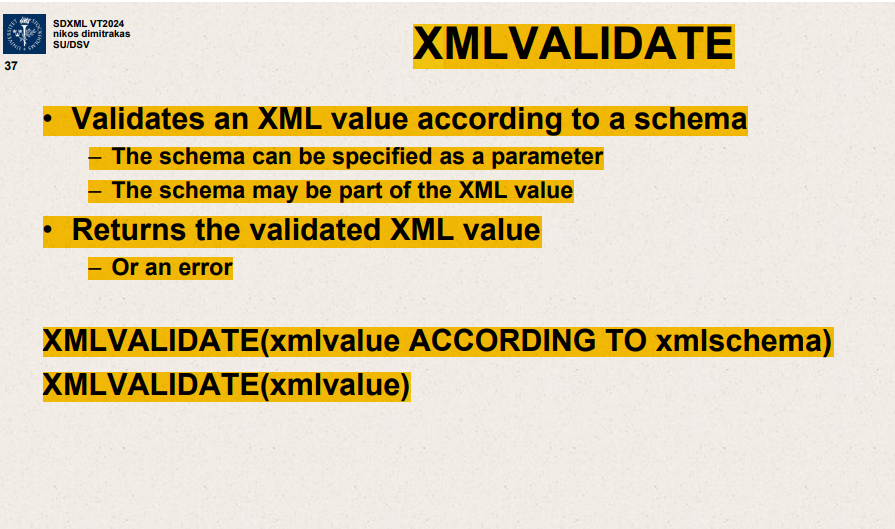 SDXML VT2024
nikos dimitrakas
SU/DSV
37
XMLVALIDATE
• Validates an XML value according to a schema
– The schema can be specified as a parameter
– The schema may be part of the XML value
• Returns the validated XML value
– Or an error
XMLVALIDATE(xmlvalue ACCORDING TO xmlschema)
XMLVALIDATE(xmlvalue)